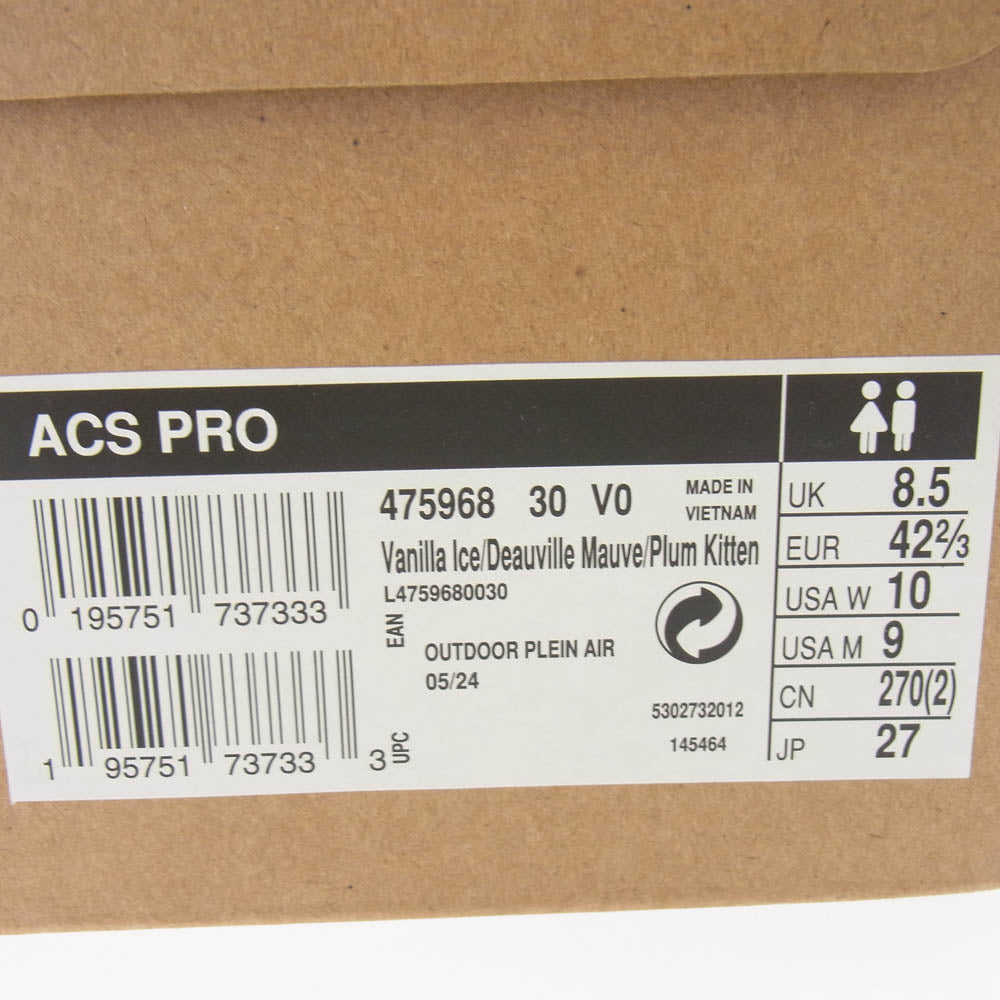 ACS PRO
0 195751 737333
1 95751 73733 3
EAN
UPC
475968 30 V0
MADE IN
VIETNAM
Vanilla Ice/Deauville Mauve/Plum Kitten
L4759680030
OUTDOOR PLEIN AIR
05/24
5302732012
145464
UK 8.5
EUR 42⅔
USA W 10
USA M 9
CN 270(2)
JP 27